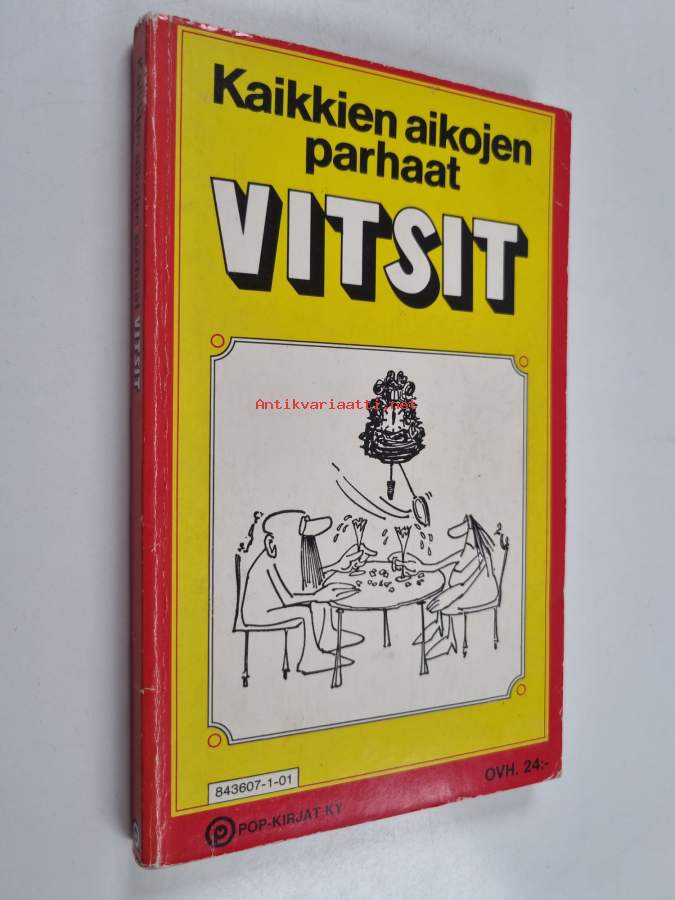 Kaikkien aikojen
parhaat
VITSIT
Antikvariaatti.net
843607-1-01
OVH. 24:-
POP-KIRJAT KY
Kaikkien aikojen parhaat VITSIT